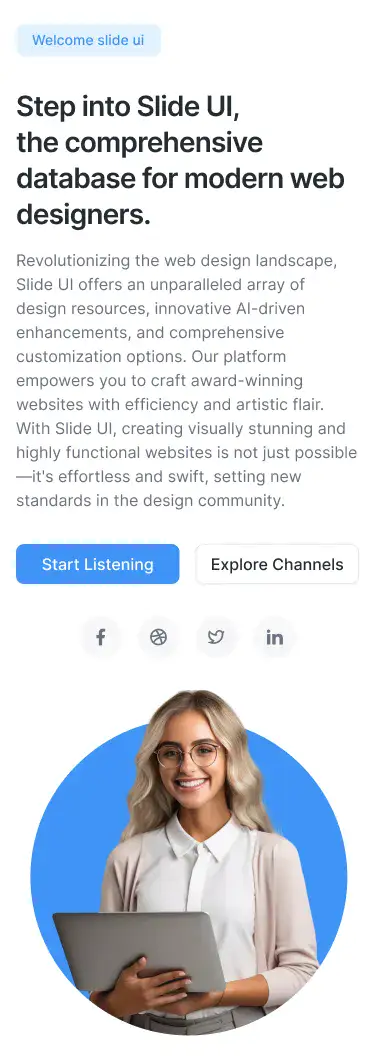 Welcome slide ui
Step into Slide UI,
the comprehensive
database for modern web
designers.
Revolutionizing the web design landscape,
Slide UI offers an unparalleled array of
design resources, innovative AI-driven
enhancements, and comprehensive
customization options. Our platform
empowers you to craft award-winning
websites with efficiency and artistic flair.
With Slide UI, creating visually stunning and
highly functional websites is not just possible
—it's effortless and swift, setting new
standards in the design community.
Start Listening
Explore Channels